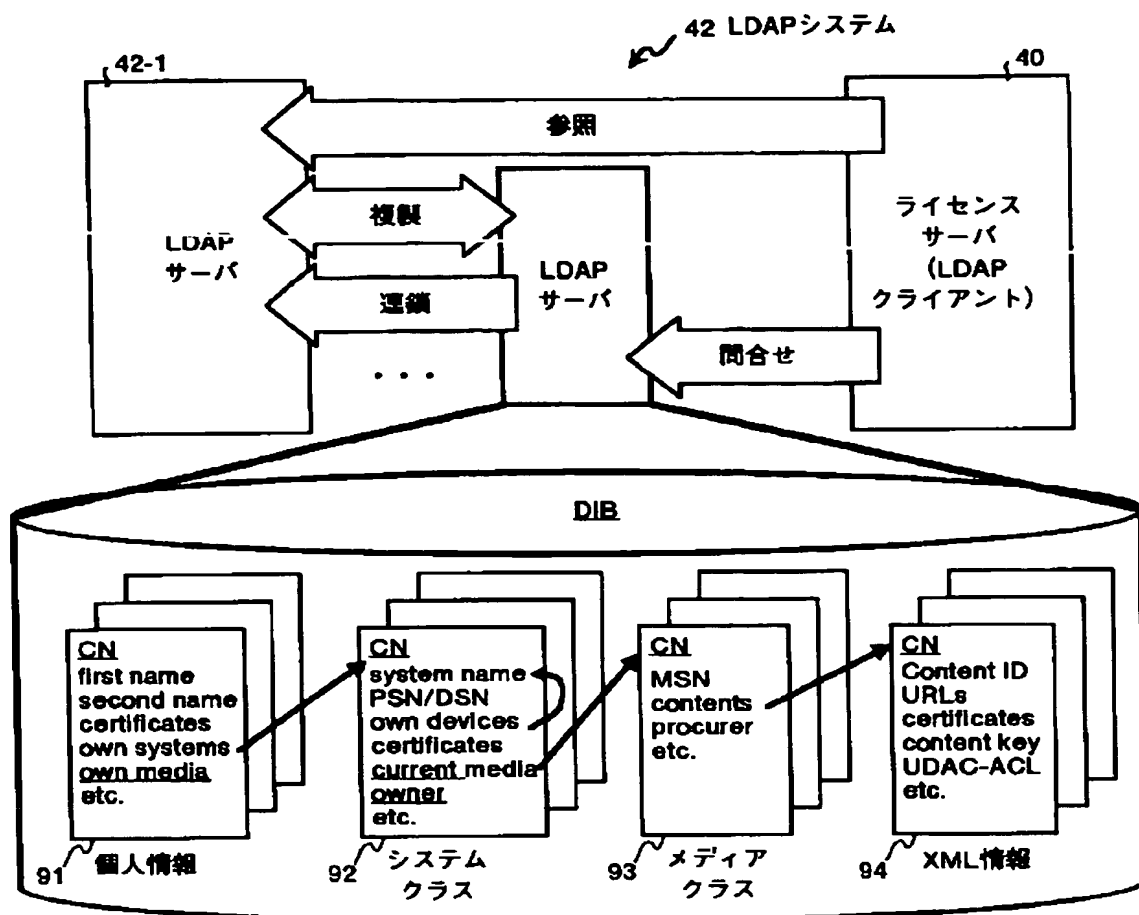 42 LDAPシステム
42-1
40
参照
複製
LDAP
サーバ
連鎖
・・・
LDAP
サーバ
ライセンス
サーバ
(LDAP
クライアント)
問合せ
DIB
CN
first name
second name
certificates
own systems
own media
etc.
91
個人情報
CN
system name
PSN/DSN
own devices
certificates
current media
owner
etc.
92
システム
クラス
CN
MSN
contents
procurer
etc.
93
メディア
クラス
CN
Content ID
URLs
certificates
content key
UDAC-ACL
etc.
94
XML情報